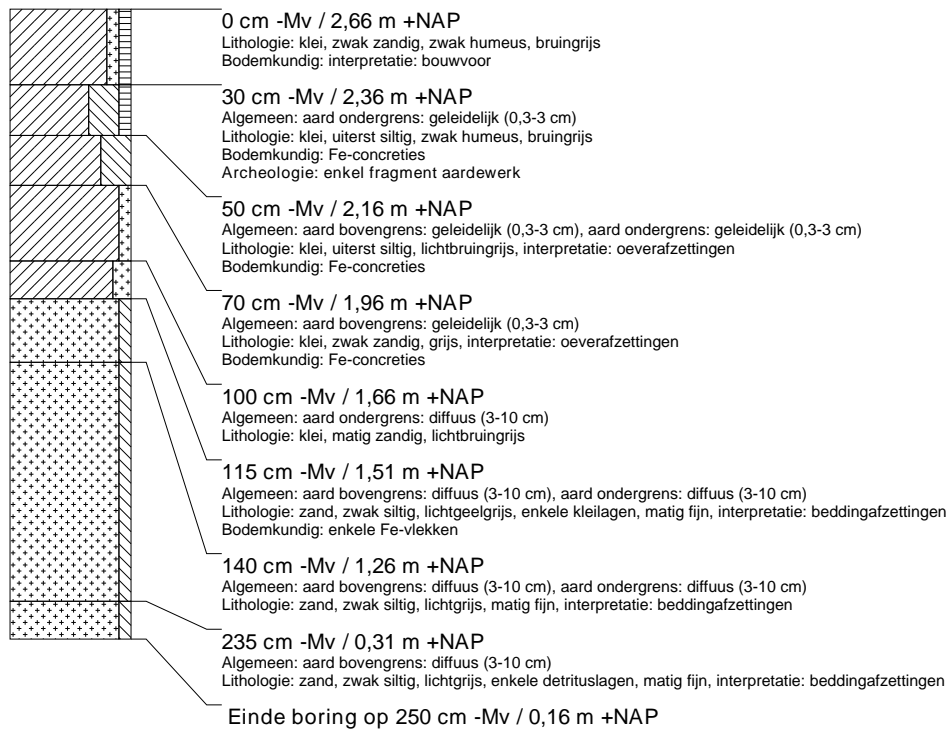 0 cm -Mv / 2,66 m +NAP
Lithologie: klei, zwak zandig, zwak humeus, bruingrijs
Bodemkundig: interpretatie: bouwvoor
30 cm -Mv / 2,36 m +NAP
Algemeen: aard ondergrens: geleidelijk (0,3-3 cm)
Lithologie: klei, uiterst siltig, zwak humeus, bruingrijs
Bodemkundig: Fe-concreties
Archeologie: enkel fragment aardewerk
50 cm -Mv / 2,16 m +NAP
Algemeen: aard bovengrens: geleidelijk (0,3-3 cm), aard ondergrens: geleidelijk (0,3-3 cm)
Lithologie: klei, uiterst siltig, lichtbruingrijs, interpretatie: oeverafzettingen
Bodemkundig: Fe-concreties
70 cm -Mv / 1,96 m +NAP
Algemeen: aard bovengrens: geleidelijk (0,3-3 cm)
Lithologie: klei, zwak zandig, grijs, interpretatie: oeverafzettingen
Bodemkundig: Fe-concreties
100 cm -Mv / 1,66 m +NAP
Algemeen: aard ondergrens: diffuus (3-10 cm)
Lithologie: klei, matig zandig, lichtbruingrijs
115 cm -Mv / 1,51 m +NAP
Algemeen: aard bovengrens: diffuus (3-10 cm), aard ondergrens: diffuus (3-10 cm)
Lithologie: zand, zwak siltig, lichtgeelgrijs, enkele kleilagen, matig fijn, interpretatie: beddingafzettingen
Bodemkundig: enkele Fe-vlekken
140 cm -Mv / 1,26 m +NAP
Algemeen: aard bovengrens: diffuus (3-10 cm), aard ondergrens: diffuus (3-10 cm)
Lithologie: zand, zwak siltig, lichtgrijs, matig fijn, interpretatie: beddingafzettingen
235 cm -Mv / 0,31 m +NAP
Algemeen: aard bovengrens: diffuus (3-10 cm)
Lithologie: zand, zwak siltig, lichtgrijs, enkele detrituslagen, matig fijn, interpretatie: beddingafzettingen
Einde boring op 250 cm -Mv / 0,16 m +NAP